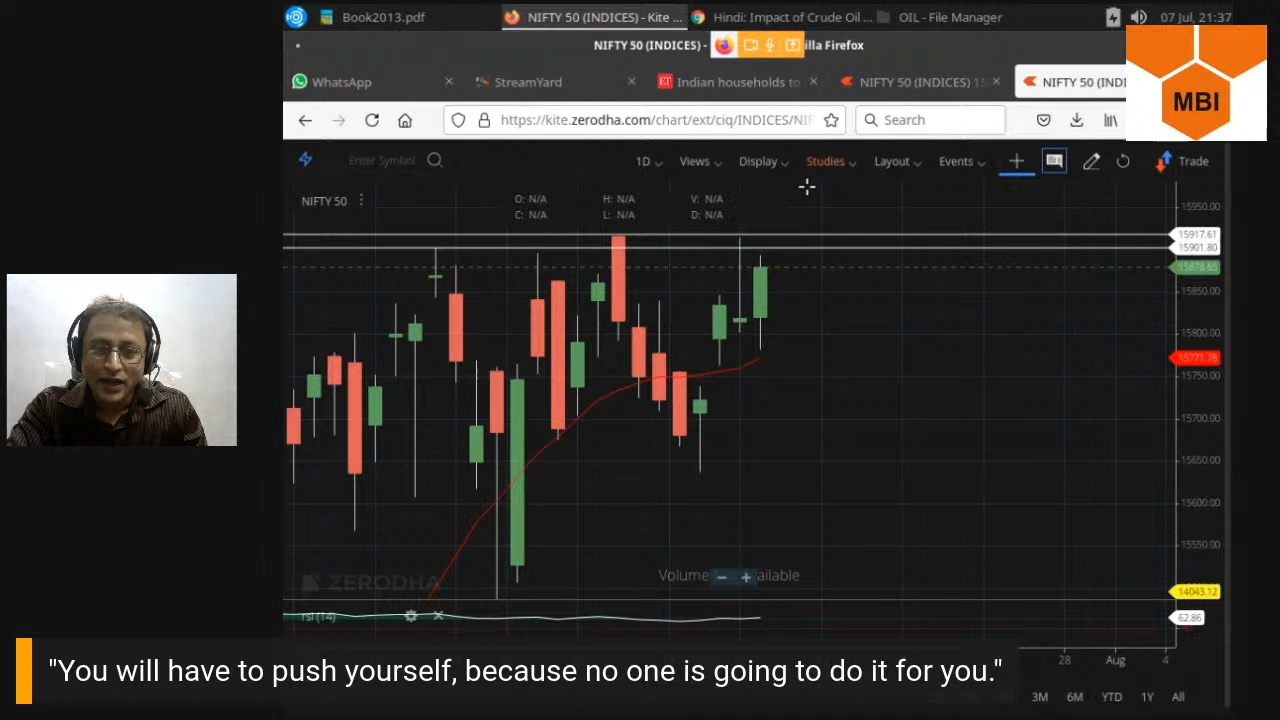 Book2013.pdf
NIFTY 50 (INDICES) - Kite ...
Hindi: Impact of Crude Oil ...
OIL - File Manager
07 Jul, 21:37
NIFTY 50 (INDICES) -
illa Firefox
MBI
WhatsApp
StreamYard
ET
Indian households to
NIFTY 50 (INDICES) 15
NIFTY 50 (INDI
https://kite.zerodha.com/chart/ext/ciq/INDICES/NIF
Search
Enter Symbol
1D
Views
Display
Studies
Layout
Events
Trade
NIFTY 50
O: N/A
H: N/A
V: N/A
C: N/A
L: N/A
D: N/A
15950.00
15917.61
15901.80
15878.65
15850.00
15800.00
15771.78
15750.00
15700.00
15650.00
15600.00
15550.00
ZERODHA
Volume
ailable
14043.12
rsi (14)
62.86
"You will have to push yourself, because no one is going to do it for you."
28
Aug
4
3M
6M
YTD
1Y
All